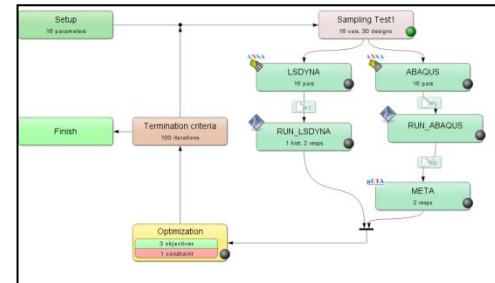 Setup
16 parameters
Sampling Test1
16 vars, 30 designs
ANSA
LSDYNA
16 pars
ANSA
ABAQUS
16 pars
Finish
Termination criteria
100 iterations
RUN_LSDYNA
1 hist, 2 resps
RUN_ABAQUS
META
META
2 resps
Optimization
3 objectives
1 constraint